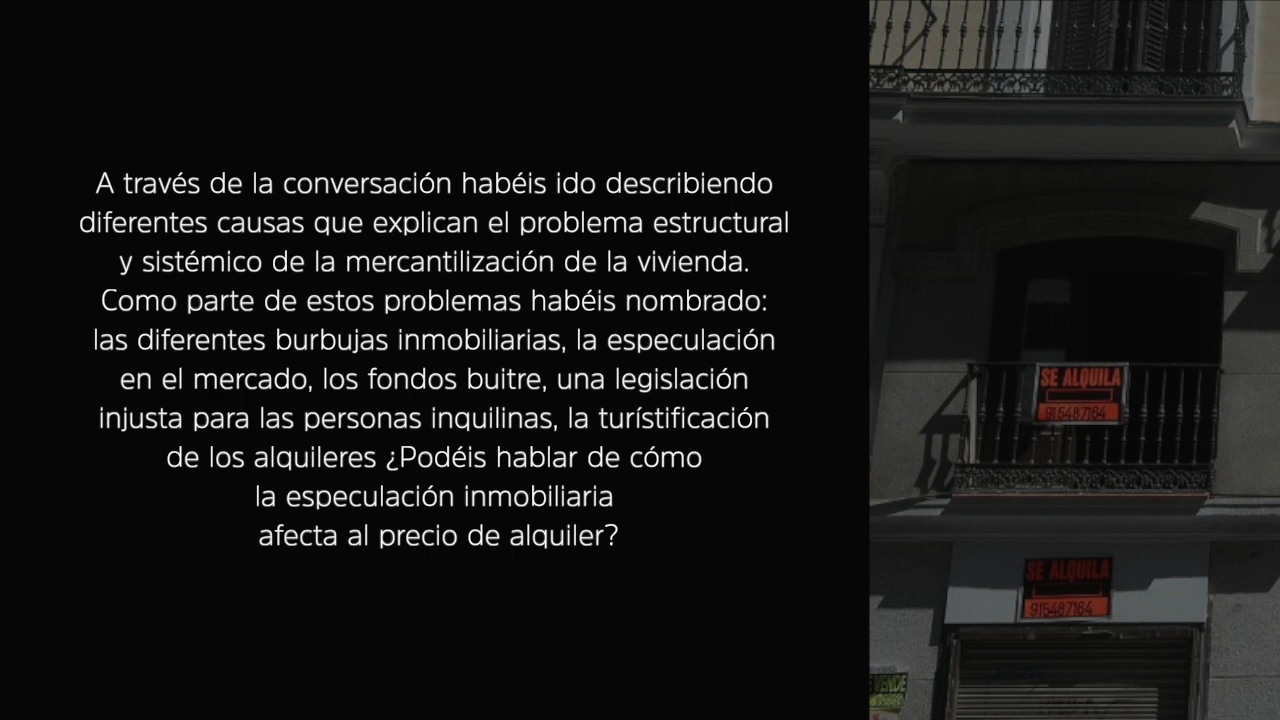 A través de la conversación habéis ido describiendo
diferentes causas que explican el problema estructural
y sistémico de la mercantilización de la vivienda.
Como parte de estos problemas habéis nombrado:
las diferentes burbujas inmobiliarias, la especulación
en el mercado, los fondos buitre, una legislación
injusta para las personas inquilinas, la turístificación
de los alquileres ¿Podéis hablar de cómo
la especulación inmobiliaria
afecta al precio de alquiler?
SE ALQUILA
915487164
SE ALQUILA
915487164
VENDE